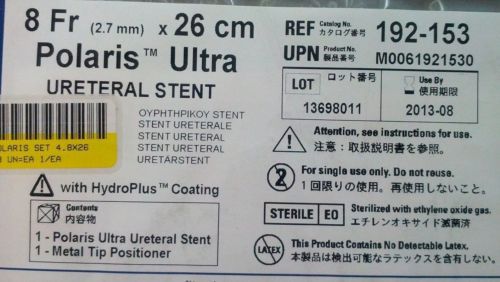 8 Fr (2.7 mm) x 26 cm
Polaris™ Ultra
URETERAL STENT
ΟΥΡΗΤΗΡΙΚΟΥ STENT
STENT URETERALE
STENT URETERAL
STENT URETERAL
URETÄRSTENT
POLARIS SET 4.8X26
UN=EA 1/EA
with HydroPlus™ Coating
Contents
内容物
1 - Polaris Ultra Ureteral Stent
1 - Metal Tip Positioner
REF Catalog No. カタログ番号 192-153
UPN Product No. 製品番号 M0061921530
LOT ロット番号
13698011
Use By
使用期限
2013-08
Attention, see instructions for use.
注意：取扱説明書を参照。
2 For single use only. Do not reuse.
1 回限りの使用。再使用しないこと。
STERILE EO Sterilized with ethylene oxide gas.
エチレンオキサイド滅菌済
LATEX This Product Contains No Detectable Latex.
本製品は検出可能なラテックスを含有しない。